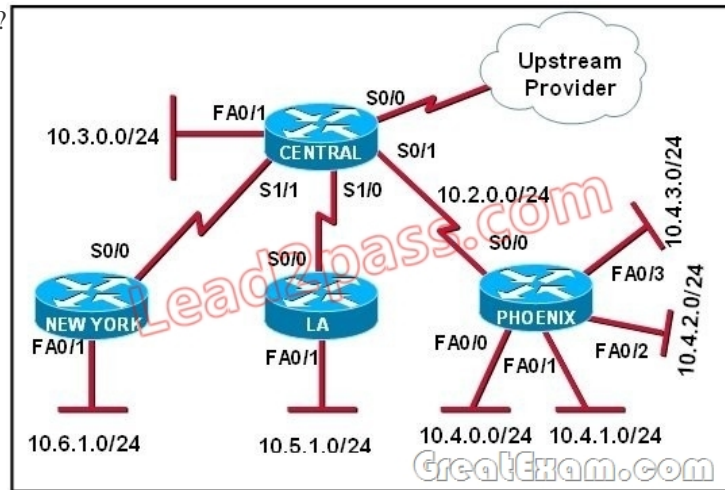 ?
Upstream
Provider
S0/0
FA0/1
10.3.0.0/24
CENTRAL
S0/1
S1/1
S1/0
10.2.0.0/24
10.4.3.0/24
S0/0
S0/0
S0/0
FA0/3
NEW YORK
LA
PHOENIX
10.4.2.0/24
FA0/1
FA0/1
FA0/0
FA0/1
FA0/2
10.6.1.0/24
10.5.1.0/24
10.4.0.0/24
10.4.1.0/24
Lead2pass.com
GreatExam.com